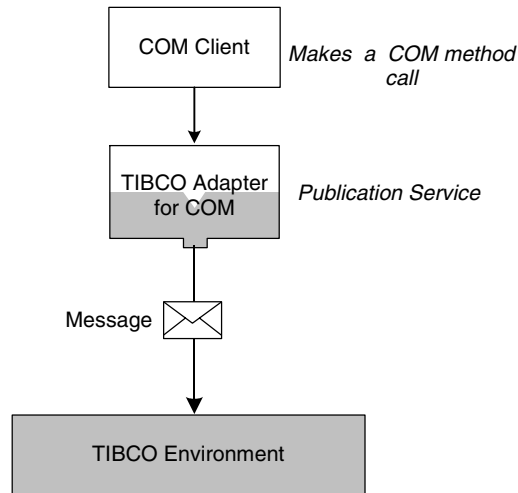 COM Client
Makes a COM method
call
TIBCO Adapter
for COM
Publication Service
Message
TIBCO Environment